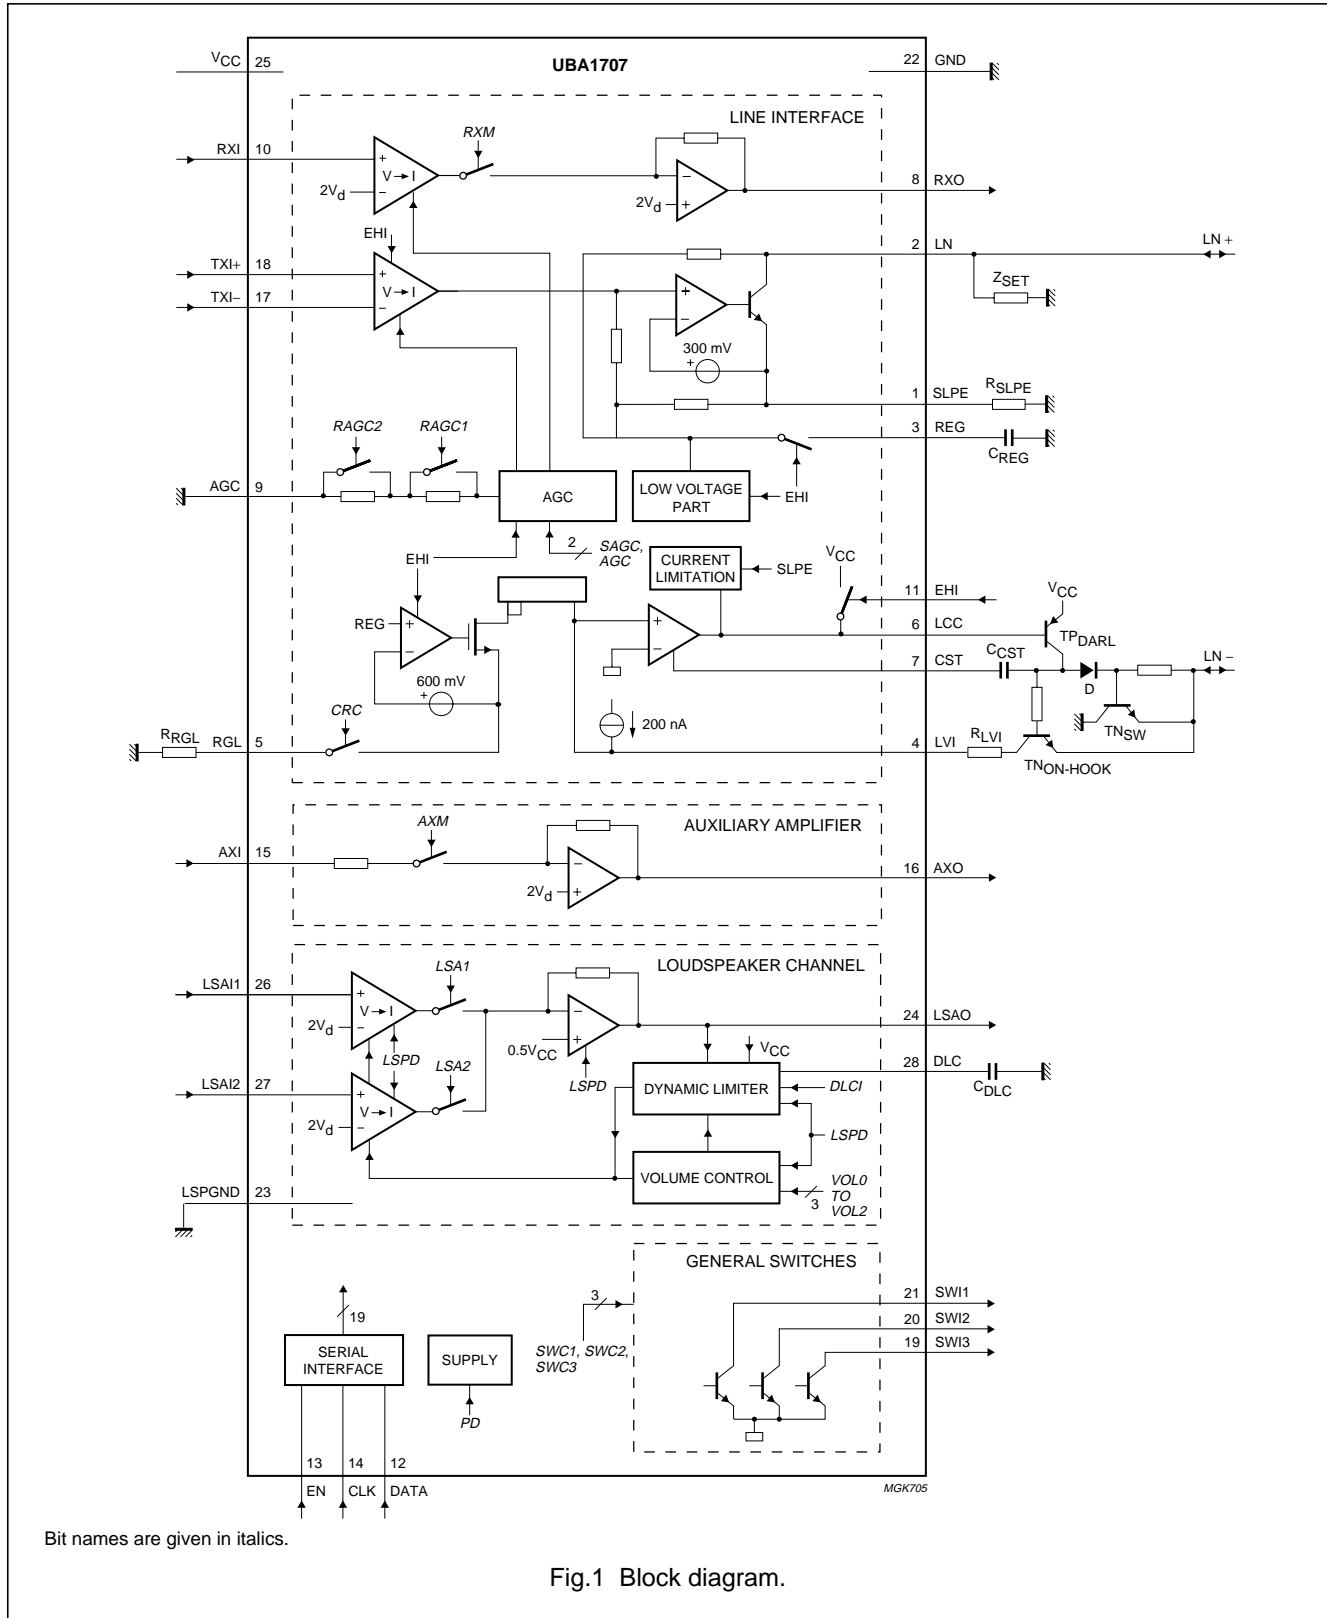 UBA1707
VCC 25
22 GND
LINE INTERFACE
RXM
RXI 10
+
V → I
2Vd
−
−
2Vd
+
8 RXO
EHI
2 LN
LN +
TXI+ 18
TXI− 17
+
V → I
−
+
−
ZSET
300 mV
+
1 SLPE
RSLPE
3 REG
CREG
RAGC2
RAGC1
AGC 9
AGC
LOW VOLTAGE
PART
EHI
2
SAGC,
AGC
EHI
CURRENT
LIMITATION
SLPE
VCC
11 EHI
VCC
REG
+
−
+
−
6 LCC
TPDARL
7 CST
CCST
LN −
D
600 mV
+
200 nA
TNSW
CRC
RRGL
RGL 5
4 LVI
RLVI
TNON-HOOK
AUXILIARY AMPLIFIER
AXM
AXI 15
−
2Vd
+
16 AXO
LOUDSPEAKER CHANNEL
LSA1
LSAI1 26
+
V → I
2Vd
−
−
+
0.5VCC
24 LSAO
LSPD
LSA2
LSPD
VCC
28 DLC
CDLC
LSAI2 27
+
V → I
2Vd
−
DYNAMIC LIMITER
DLCI
LSPD
VOLUME CONTROL
VOL0
TO
VOL2
3
LSPGND 23
GENERAL SWITCHES
21 SWI1
20 SWI2
19 SWI3
3
SWC1, SWC2,
SWC3
19
SERIAL
INTERFACE
SUPPLY
PD
13 14 12
EN CLK DATA
MGK705
Bit names are given in italics.
Fig.1 Block diagram.